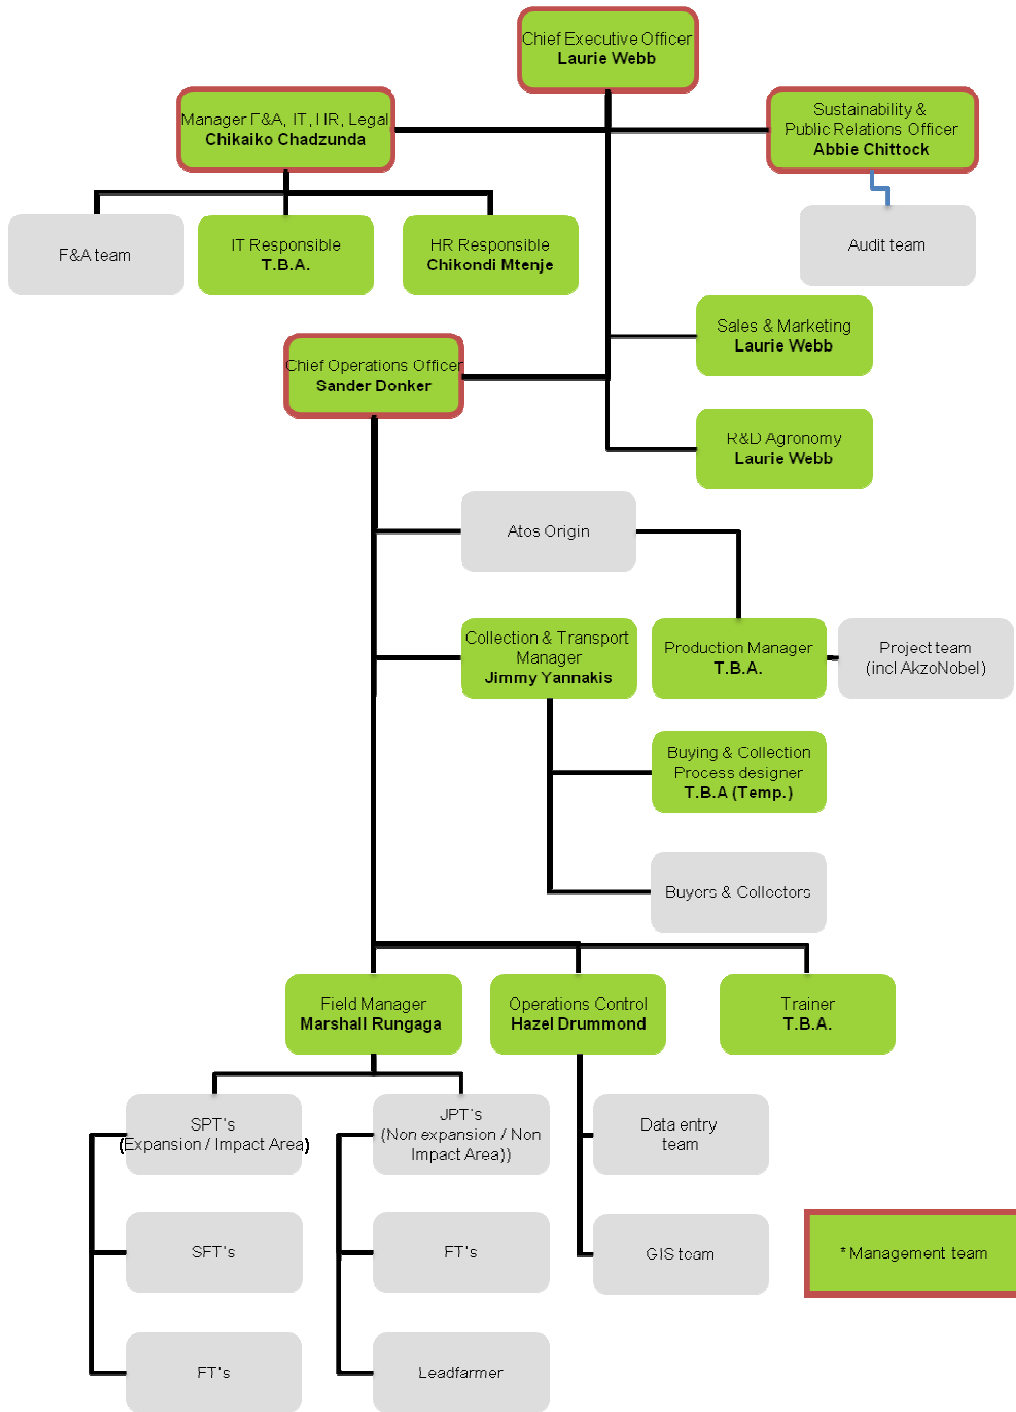 Chief Executive Officer
Laurie Webb
Manager F&A, IT, HR, Legal
Chikaiko Chadzunda
Sustainability &
Public Relations Officer
Abbie Chittock
F&A team
IT Responsible
T.B.A.
HR Responsible
Chikondi Mtenje
Audit team
Sales & Marketing
Laurie Webb
Chief Operations Officer
Sander Donker
R&D Agronomy
Laurie Webb
Atos Origin
Collection & Transport
Manager
Jimmy Yannakis
Production Manager
T.B.A.
Project team
(incl AkzoNobel)
Buying & Collection
Process designer
T.B.A (Temp.)
Buyers & Collectors
Field Manager
Marshall Rungaga
Operations Control
Hazel Drummond
Trainer
T.B.A.
SPT's
(Expansion / Impact Area)
JPT's
(Non expansion / Non
Impact Area))
Data entry
team
SFT's
FT's
GIS team
* Management team
FT's
Leadfarmer